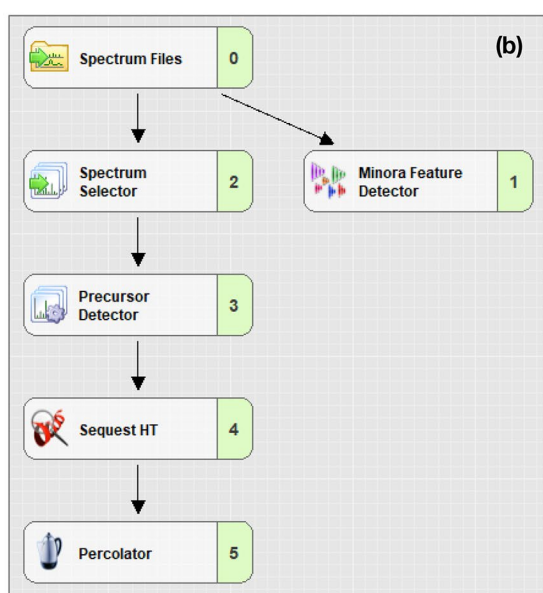 (b)
Spectrum Files 0
Spectrum
Selector 2
Minora Feature
Detector 1
Precursor
Detector 3
Sequest HT 4
Percolator 5